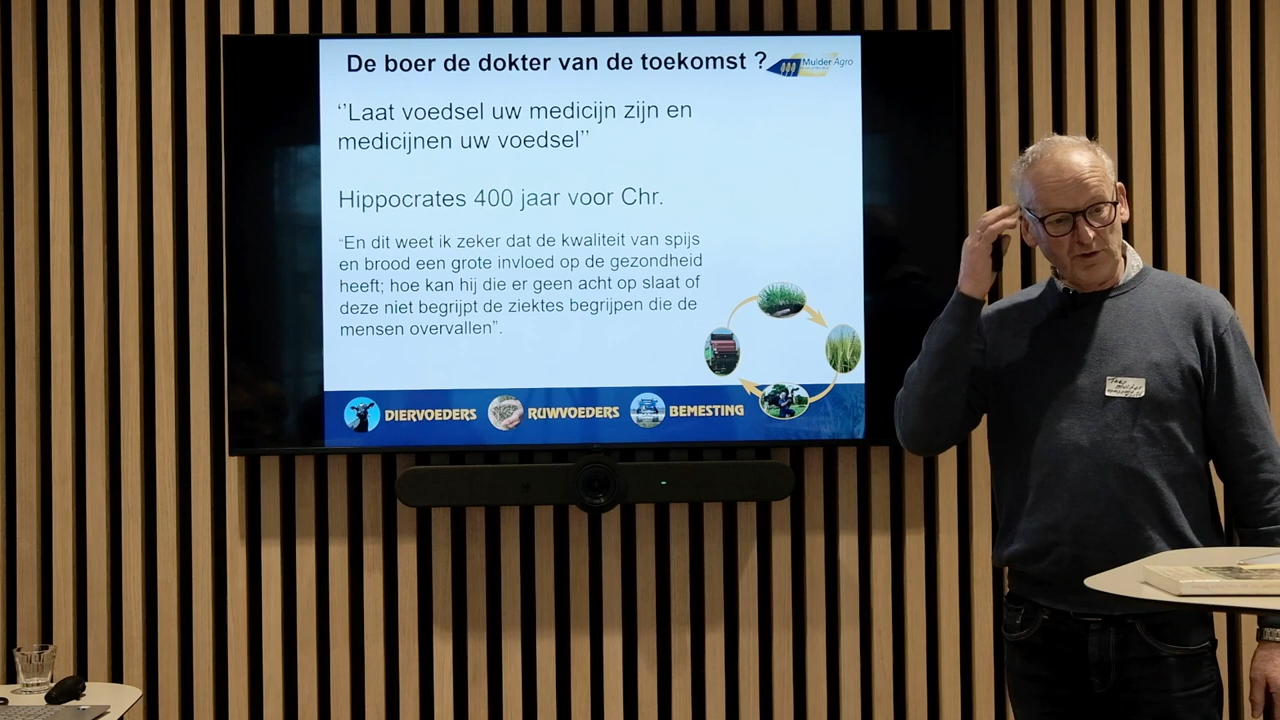 De boer de dokter van de toekomst ?
Mulder Agro
‘’Laat voedsel uw medicijn zijn en
medicijnen uw voedsel’’
Hippocrates 400 jaar voor Chr.
“En dit weet ik zeker dat de kwaliteit van spijs
en brood een grote invloed op de gezondheid
heeft; hoe kan hij die er geen acht op slaat of
deze niet begrijpt de ziektes begrijpen die de
mensen overvallen”.
DIERVOEDERS RUWVOEDERS BEMESTING
Mulder